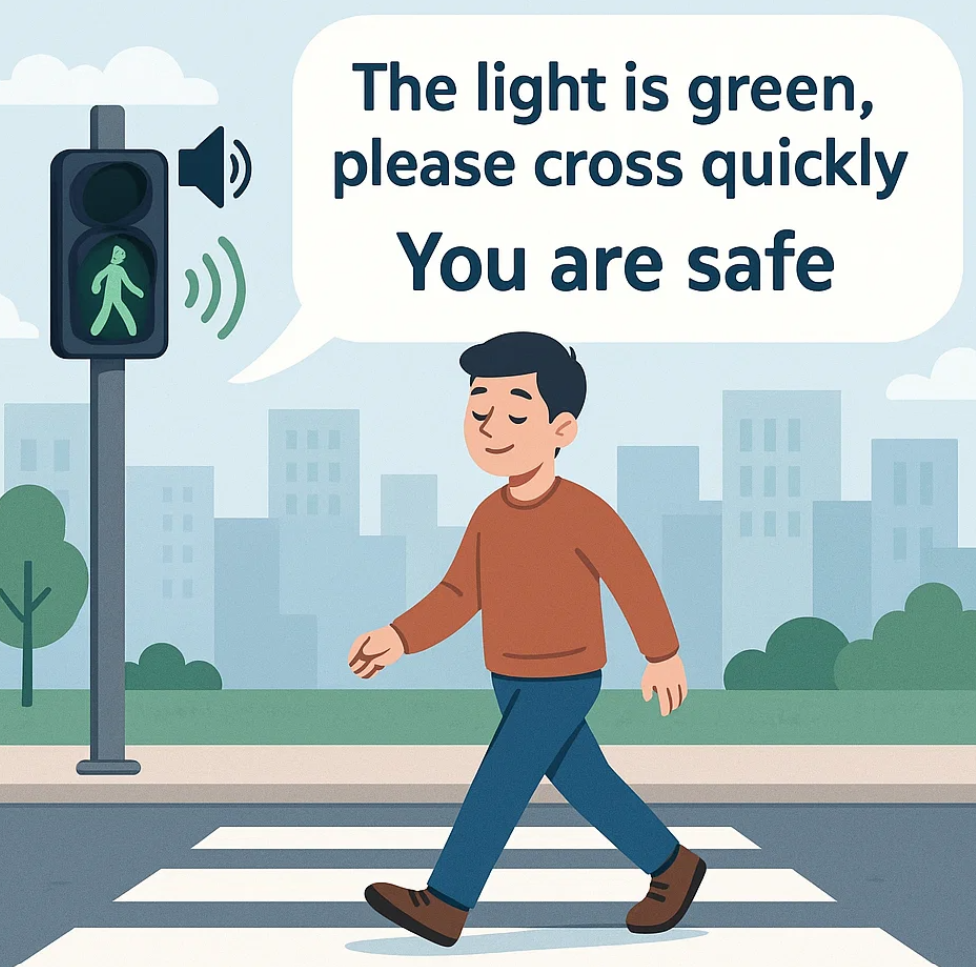 The light is green,
please cross quickly
You are safe